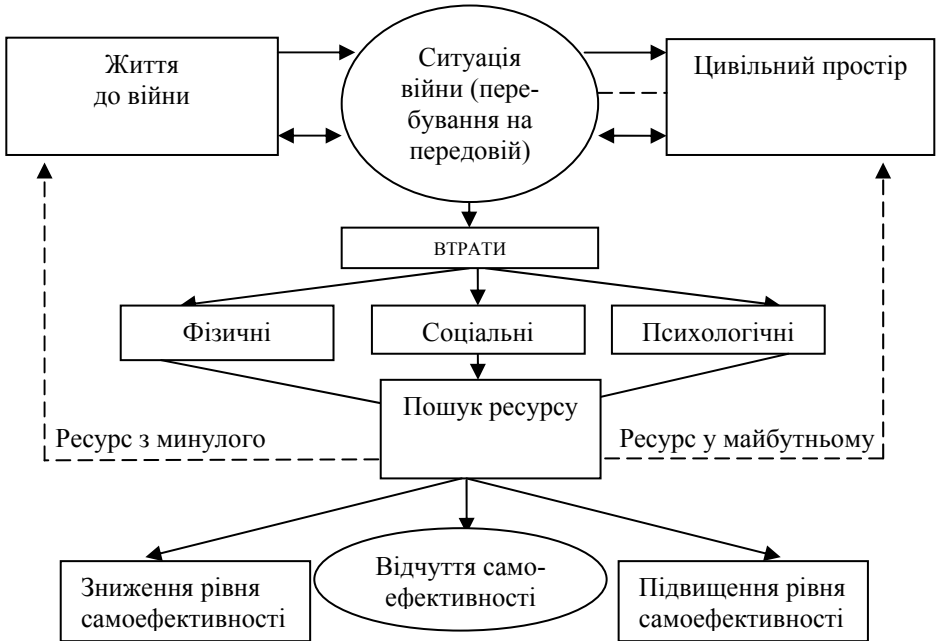 Життя
до війни
Ситуація
війни (пере-
бування на
передовій)
Цивільний простір
ВТРАТИ
Фізичні
Соціальні
Психологічні
Пошук ресурсу
Ресурс з минулого
Ресурс у майбутньому
Зниження рівня
самоефективності
Відчуття само-
ефективності
Підвищення рівня
самоефективності